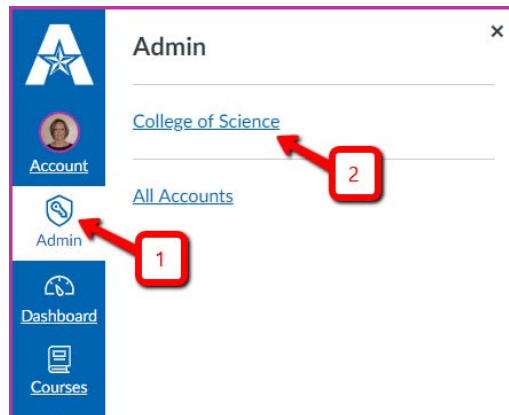 Admin
×
College of Science
2
All Accounts
1
Account
Admin
Dashboard
Courses